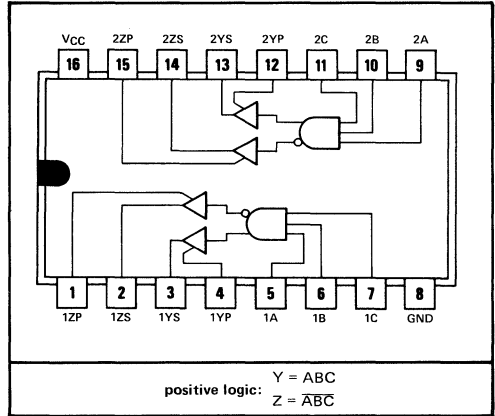 VCC 2ZP 2ZS 2YS 2YP 2C 2B 2A
16 15 14 13 12 11 10 9
1 2 3 4 5 6 7 8
1ZP 1ZS 1YS 1YP 1A 1B 1C GND
positive logic: Y = ABC
Z = \overline{ABC}